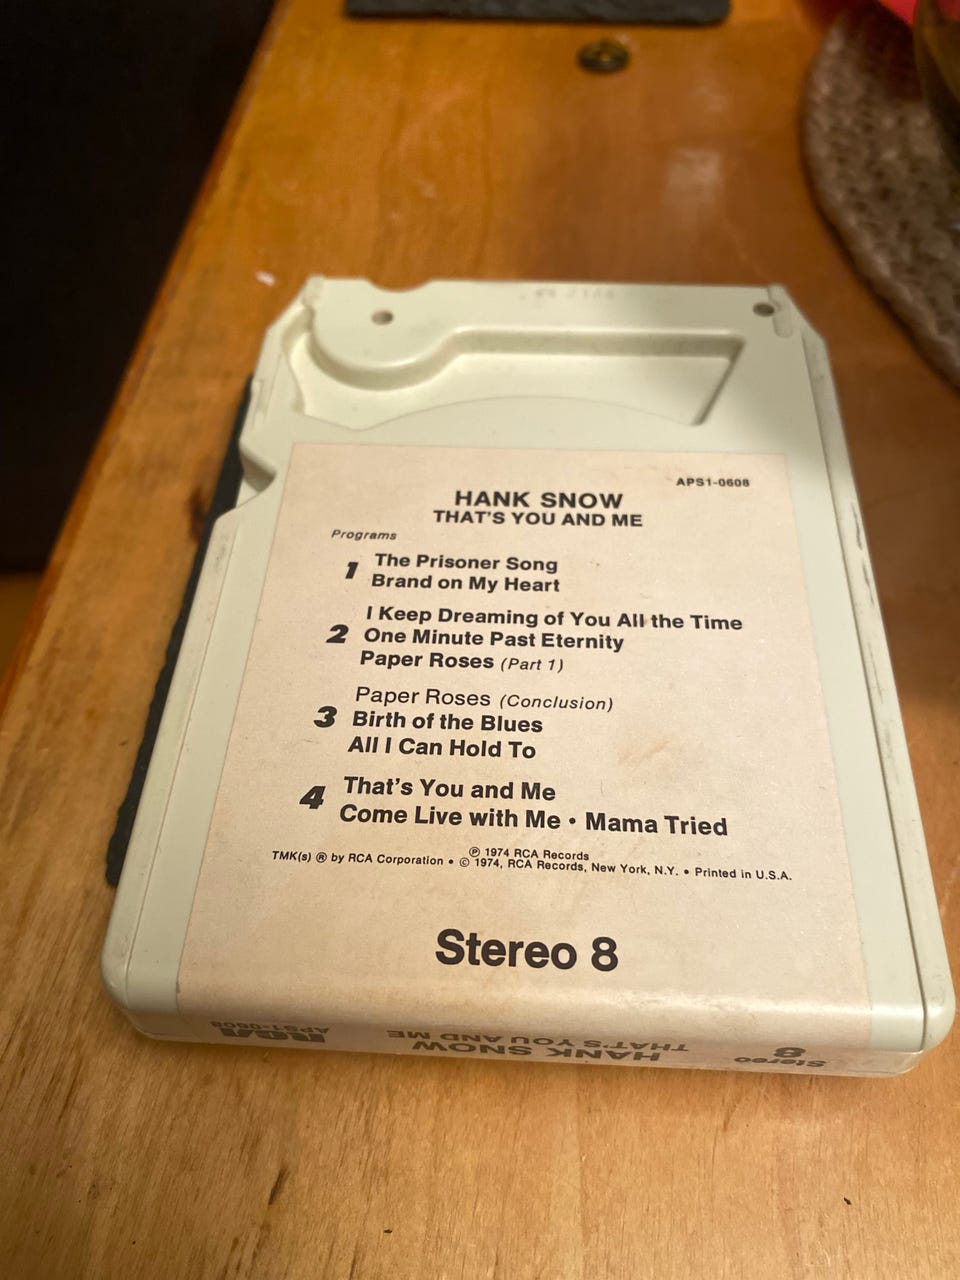 APS1-0608
HANK SNOW
THAT'S YOU AND ME
Programs
1 The Prisoner Song
Brand on My Heart
2 I Keep Dreaming of You All the Time
One Minute Past Eternity
Paper Roses (Part 1)
3 Paper Roses (Conclusion)
Birth of the Blues
All I Can Hold To
4 That's You and Me
Come Live with Me • Mama Tried
℗ 1974 RCA Records
TMK(s) ® by RCA Corporation • © 1974, RCA Records, New York, N.Y. • Printed in U.S.A.
Stereo 8
Stereo 8
HANK SNOW
THAT'S YOU AND ME
RCA
APS1-0608